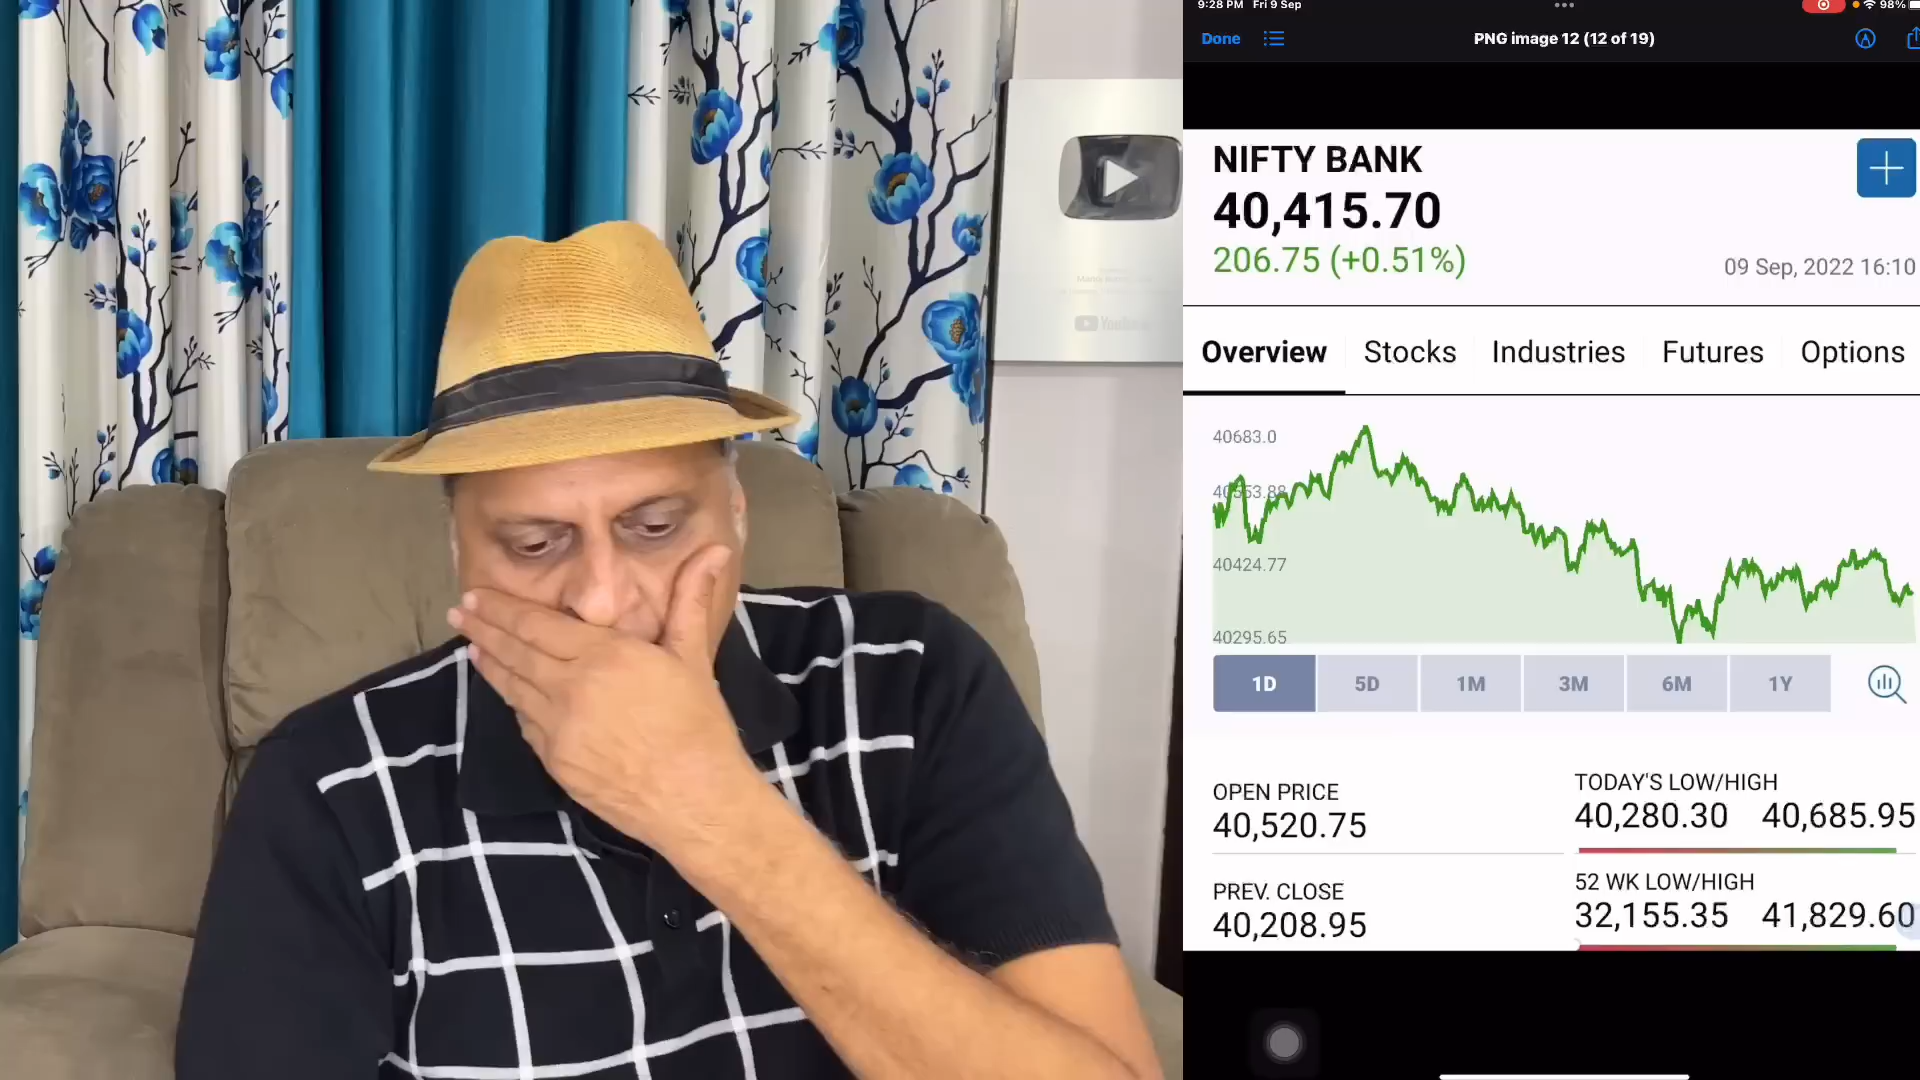 9:28 PM Fri 9 Sep
98%
Done
PNG image 12 (12 of 19)
NIFTY BANK
40,415.70
206.75 (+0.51%)
09 Sep, 2022 16:10
Overview Stocks Industries Futures Options
40683.0
40553.88
40424.77
40295.65
1D 5D 1M 3M 6M 1Y
OPEN PRICE
40,520.75
TODAY'S LOW/HIGH
40,280.30 40,685.95
PREV. CLOSE
40,208.95
52 WK LOW/HIGH
32,155.35 41,829.60
YouTube